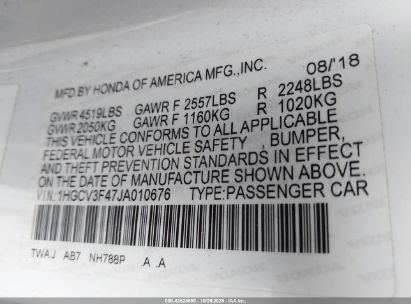 MFD BY HONDA OF AMERICA MFG.,INC. 08/'18
GVWR 4519LBS GAWR F 2557LBS R 2248LBS
GVWR 2050KG GAWR F 1160KG R 1020KG
THIS VEHICLE CONFORMS TO ALL APPLICABLE
FEDERAL MOTOR VEHICLE SAFETY , BUMPER,
AND THEFT PREVENTION STANDARDS IN EFFECT
ON THE DATE OF MANUFACTURE SHOWN ABOVE.
V.I.N. 1HGCV3F47JA010676 TYPE:PASSENGER CAR
TWAJ AB7 NH788P .A .A